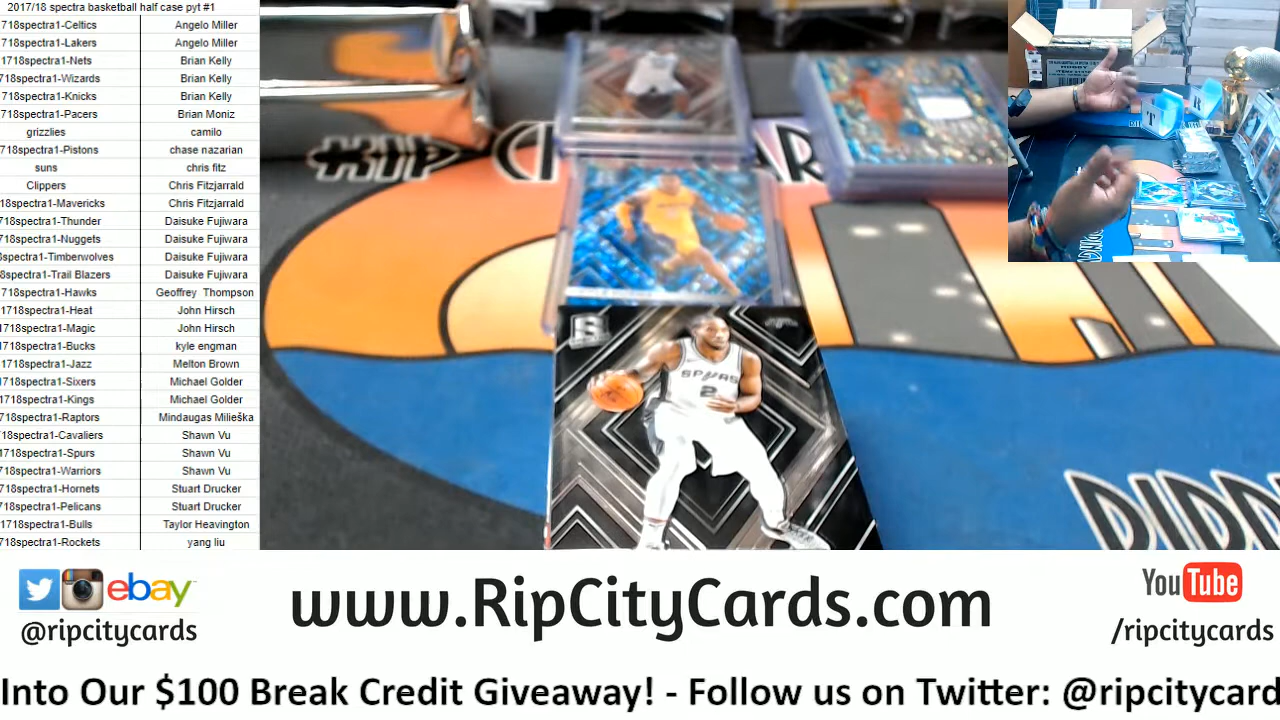 2017/18 spectra basketball half case pyt #1
718spectra1-Celtics Angelo Miller
718spectra1-Lakers Angelo Miller
1718spectra1-Nets Brian Kelly
718spectra1-Wizards Brian Kelly
718spectra1-Knicks Brian Kelly
718spectra1-Pacers Brian Moniz
grizzlies camilo
718spectra1-Pistons chase nazarian
suns chris fitz
Clippers Chris Fitzjarrald
18spectra1-Mavericks Chris Fitzjarrald
718spectra1-Thunder Daisuke Fujiwara
718spectra1-Nuggets Daisuke Fujiwara
8spectra1-Timberwolves Daisuke Fujiwara
8spectra1-Trail Blazers Daisuke Fujiwara
718spectra1-Hawks Geoffrey Thompson
1718spectra1-Heat John Hirsch
718spectra1-Magic John Hirsch
1718spectra1-Bucks kyle engman
1718spectra1-Jazz Melton Brown
718spectra1-Sixers Michael Golder
1718spectra1-Kings Michael Golder
718spectra1-Raptors Mindaugas Milieška
718spectra1-Cavaliers Shawn Vu
718spectra1-Spurs Shawn Vu
718spectra1-Warriors Shawn Vu
718spectra1-Hornets Stuart Drucker
718spectra1-Pelicans Stuart Drucker
1718spectra1-Bulls Taylor Heavington
718spectra1-Rockets yang liu
S
SPURS
2
T
R
ebay
@ripcitycards
www.RipCityCards.com
YouTube
/ripcitycards
Into Our $100 Break Credit Giveaway! - Follow us on Twitter: @ripcitycard